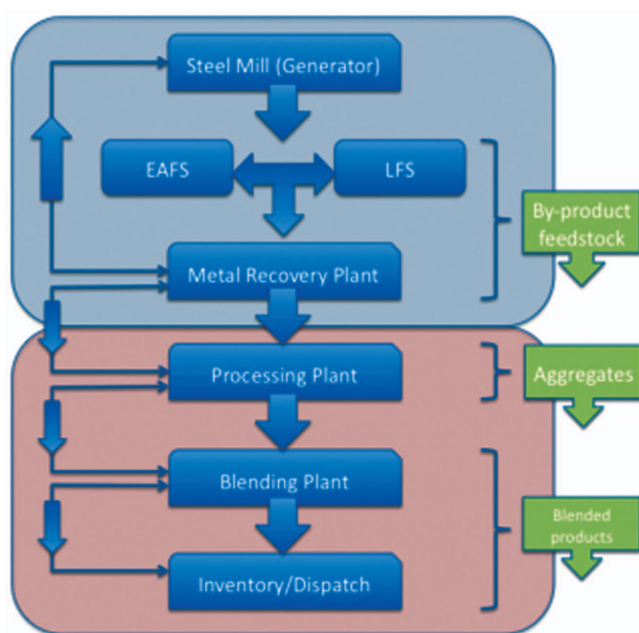 Steel Mill (Generator)
EAFS
LFS
By-product
feedstock
Metal Recovery Plant
Processing Plant
Aggregates
Blending Plant
Blended
products
Inventory/Dispatch